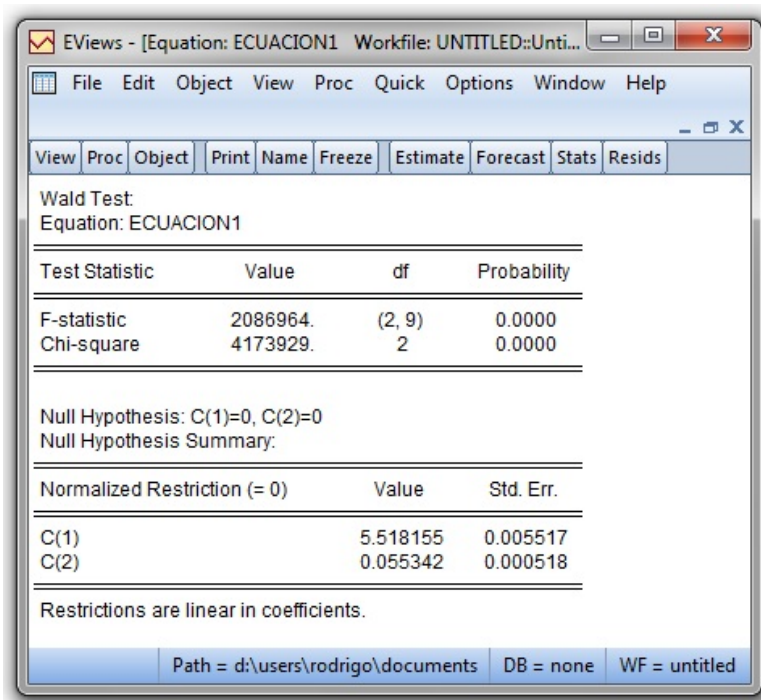 EViews - [Equation: ECUACION1 Workfile: UNTITLED::Unti...
File Edit Object View Proc Quick Options Window Help
View Proc Object Print Name Freeze Estimate Forecast Stats Resids
Wald Test:
Equation: ECUACION1
Test Statistic Value df Probability
F-statistic 2086964. (2, 9) 0.0000
Chi-square 4173929. 2 0.0000
Null Hypothesis: C(1)=0, C(2)=0
Null Hypothesis Summary:
Normalized Restriction (= 0) Value Std. Err.
C(1) 5.518155 0.005517
C(2) 0.055342 0.000518
Restrictions are linear in coefficients.
Path = d:\users\rodrigo\documents DB = none WF = untitled